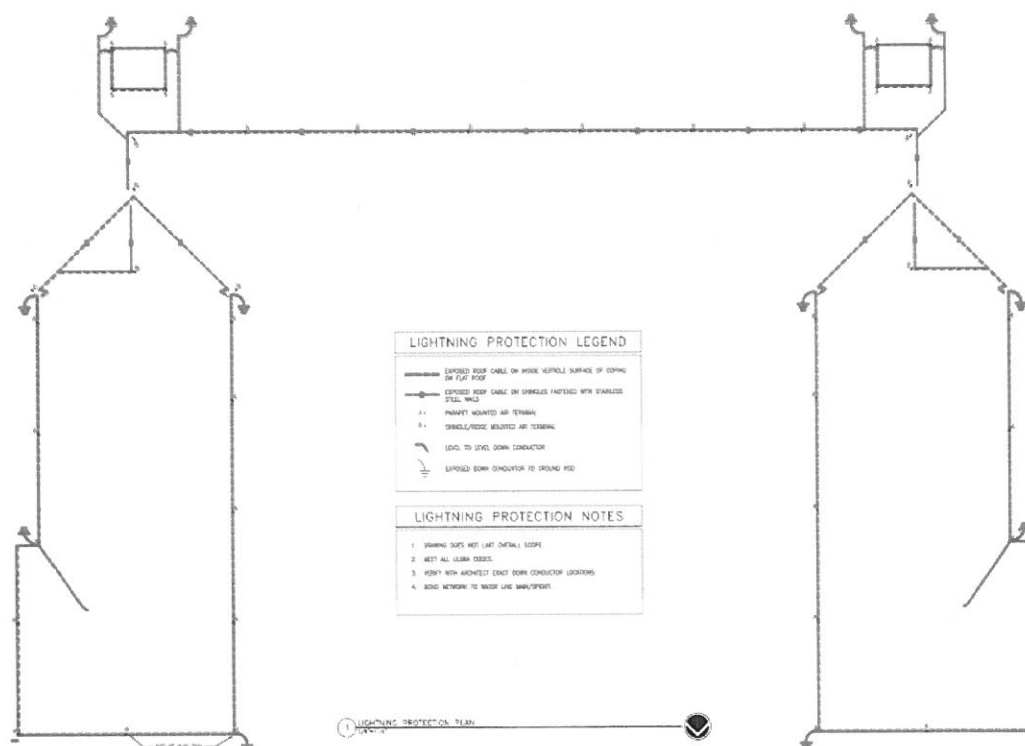 LIGHTNING PROTECTION LEGEND
EXPOSED ROOF CABLE ON INSIDE VERTICLE SURFACE OF COPING
OR FLAT ROOF
EXPOSED ROOF CABLE ON SHINGLES FASTENED WITH STAINLESS
STEEL NAILS
A PARAPET MOUNTED AIR TERMINAL
B SHINGLE/RIDGE MOUNTED AIR TERMINAL
LEVEL TO LEVEL DOWN CONDUCTOR
EXPOSED DOWN CONDUCTOR TO GROUND ROD
LIGHTNING PROTECTION NOTES
1. DRAWING DOES NOT LIMIT OVERALL SCOPE
2. MEET ALL CODES.
3. VERIFY WITH ARCHITECT EXACT DOWN CONDUCTOR LOCATIONS
4. BOND NETWORK TO WATER LINE
1 LIGHTNING PROTECTION PLAN